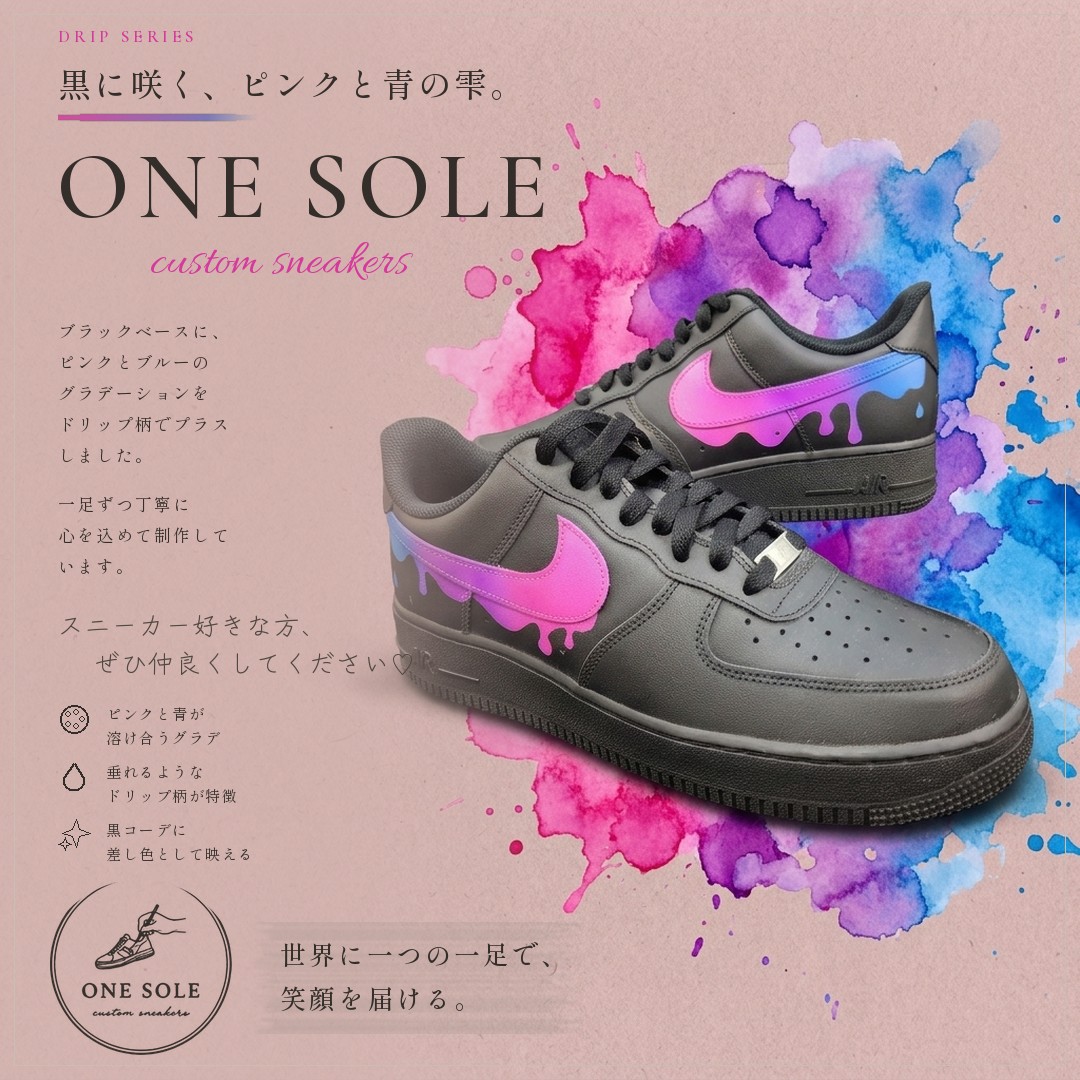 DRIP SERIES
黒に咲く、ピンクと青の雫。
ONE SOLE
custom sneakers
ブラックベースに、
ピンクとブルーの
グラデーションを
ドリップ柄でプラス
しました。
一足ずつ丁寧に
心を込めて制作して
います。
スニーカー好きな方、
ぜひ仲良くしてください♡
ピンクと青が
溶け合うグラデ
垂れるような
ドリップ柄が特徴
黒コーデに
差し色として映える
AIR
ONE SOLE
custom sneakers
世界に一つの一足で、
笑顔を届ける。